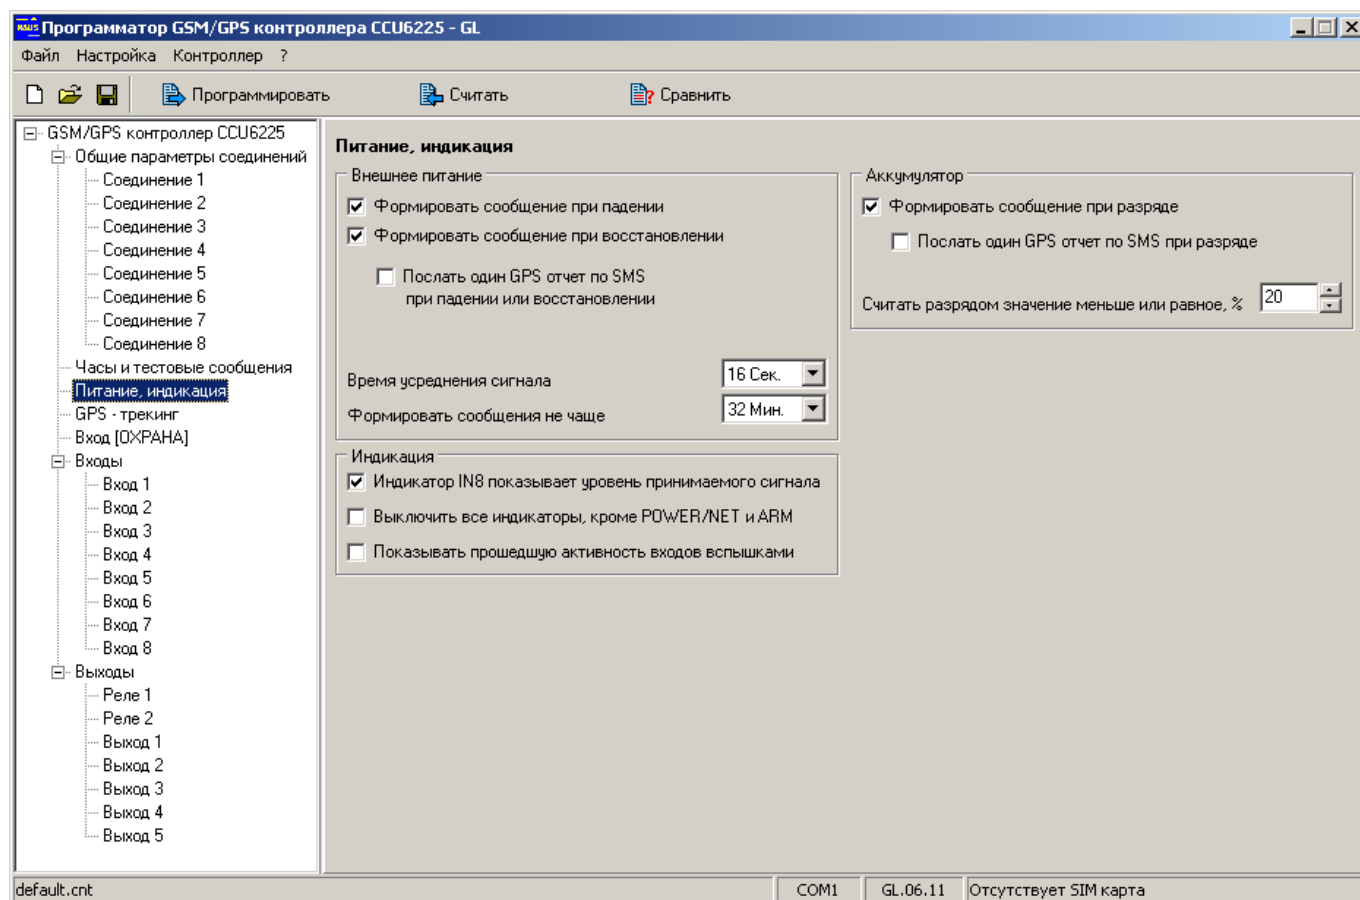 Программатор GSM/GPS контроллера CCU6225 - GL
Файл Настройка Контроллер ?
Программировать Считать Сравнить
GSM/GPS контроллер CCU6225
Общие параметры соединений
Соединение 1
Соединение 2
Соединение 3
Соединение 4
Соединение 5
Соединение 6
Соединение 7
Соединение 8
Часы и тестовые сообщения
Питание, индикация
GPS - трекинг
Вход [ОХРАНА]
Входы
Вход 1
Вход 2
Вход 3
Вход 4
Вход 5
Вход 6
Вход 7
Вход 8
Выходы
Реле 1
Реле 2
Выход 1
Выход 2
Выход 3
Выход 4
Выход 5
Питание, индикация
Внешнее питание
Формировать сообщение при падении
Формировать сообщение при восстановлении
Послать один GPS отчет по SMS
при падении или восстановлении
Время усреднения сигнала 16 Сек.
Формировать сообщения не чаще 32 Мин.
Индикация
Индикатор IN8 показывает уровень принимаемого сигнала
Выключить все индикаторы, кроме POWER/NET и ARM
Показывать прошедшую активность входов вспышками
Аккумулятор
Формировать сообщение при разряде
Послать один GPS отчет по SMS при разряде
Считать разрядом значение меньше или равное, % 20
default.cnt COM1 GL.06.11 Отсутствует SIM карта